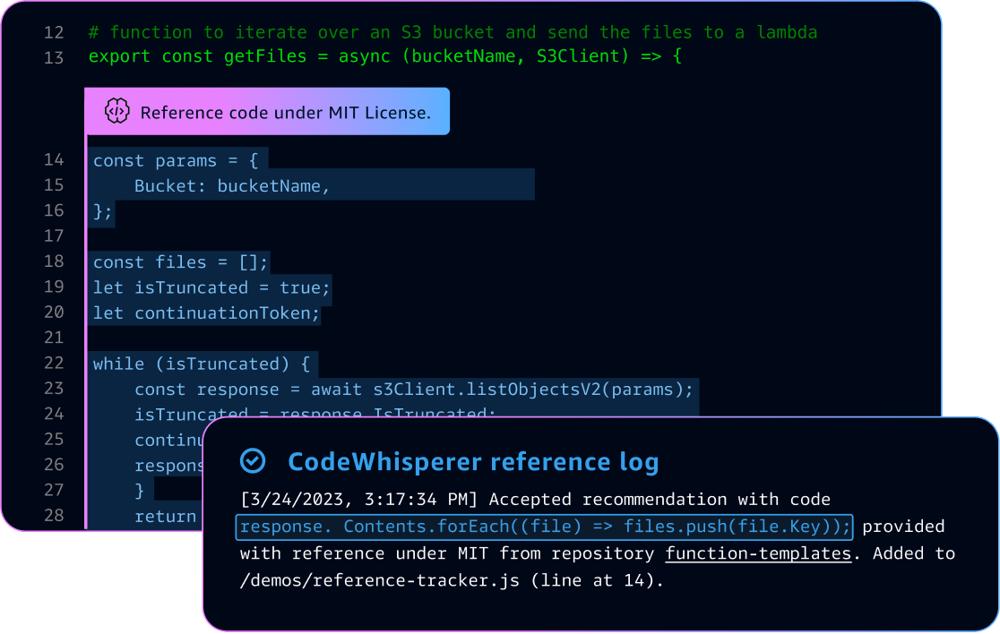 12 # function to iterate over an S3 bucket and send the files to a lambda
13 export const getFiles = async (bucketName, S3Client) => {
Reference code under MIT License.
14 const params = {
15 Bucket: bucketName,
16 };
17
18 const files = [];
19 let isTruncated = true;
20 let continuationToken;
21
22 while (isTruncated) {
23 const response = await s3Client.listObjectsV2(params);
24 isTruncated = response.IsTruncated;
25 continu
26 respons
27 }
28 return
CodeWhisperer reference log
[3/24/2023, 3:17:34 PM] Accepted recommendation with code
response. Contents.forEach((file) => files.push(file.Key)); provided
with reference under MIT from repository function-templates. Added to
/demos/reference-tracker.js (line at 14).